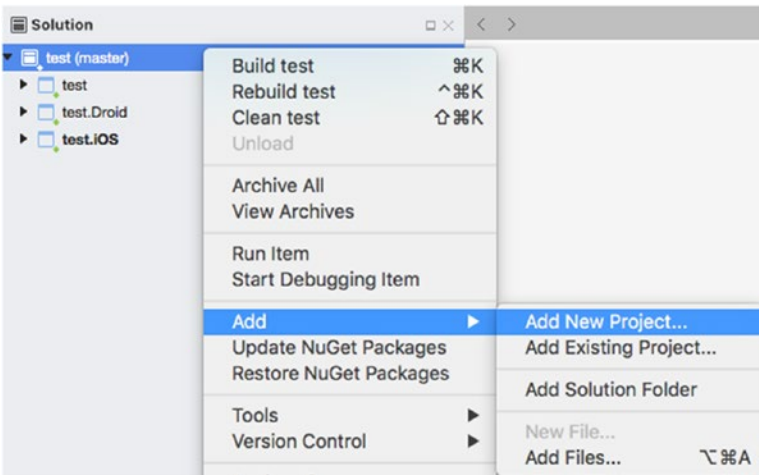 Solution
test (master)
test
test.Droid
test.iOS
Build test ⌘K
Rebuild test ^⌘K
Clean test ⇧⌘K
Unload
Archive All
View Archives
Run Item
Start Debugging Item
Add
Update NuGet Packages
Restore NuGet Packages
Tools
Version Control
Add New Project...
Add Existing Project...
Add Solution Folder
New File...
Add Files... ⌥⌘A